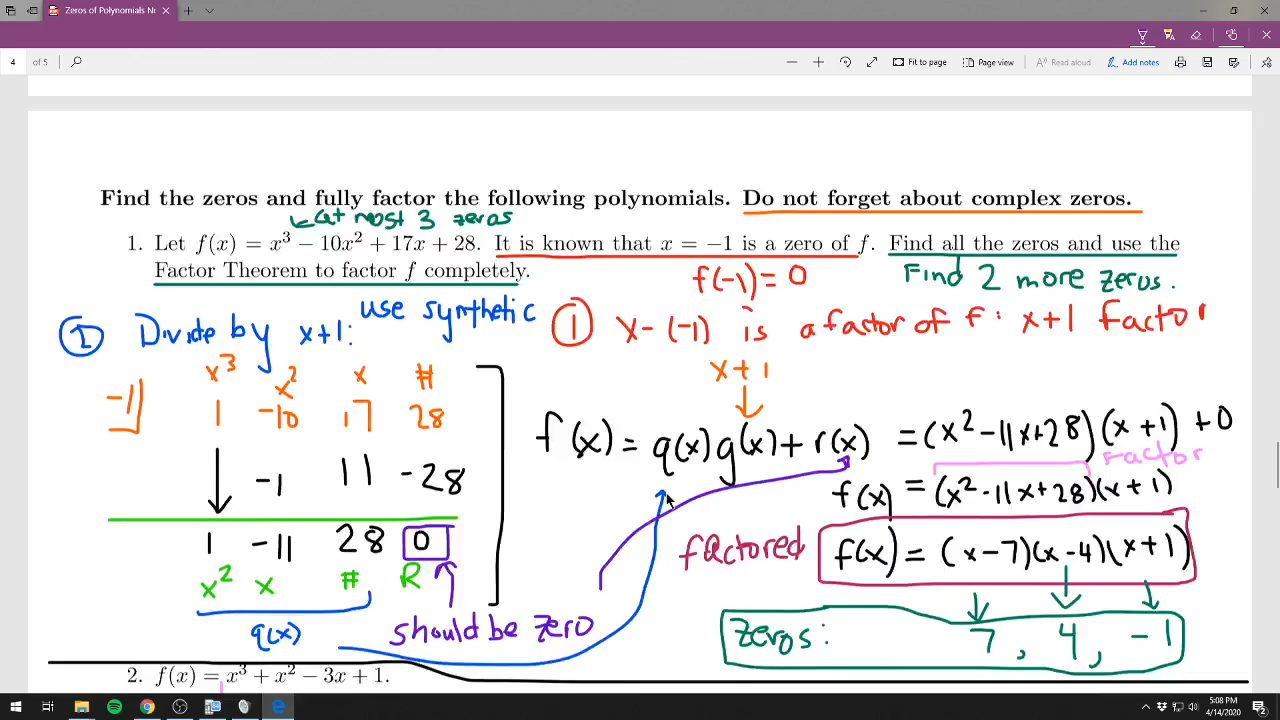 Zeros of Polynomials No
4 of 5
Fit to page
Page view
Read aloud
Add notes
Find the zeros and fully factor the following polynomials. Do not forget about complex zeros.
at most 3 zeros
1. Let f(x) = x³ − 10x² + 17x + 28. It is known that x = −1 is a zero of f. Find all the zeros and use the
Factor Theorem to factor f completely.
f(-1) = 0
Find 2 more zeros.
① x - (-1) is a factor of f: x+1 factor
x+1
② Divide by x+1: use synthetic
x³ x² x #
-1 | 1 -10 17 28
-1 11 -28
1 -11 28 0
x² x # R
q(x)
should be zero
f(x) = q(x)g(x) + r(x) = (x² - 11x + 28)(x + 1) + 0
Factor
f(x) = (x² - 11x + 28)(x + 1)
factored f(x) = (x - 7)(x - 4)(x + 1)
zeros: 7, 4, -1
2. f(x) = x³ + x² − 3x + 1.
5:08 PM
4/14/2020